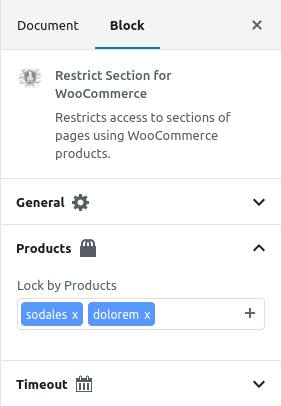 Document Block ×
Restrict Section for
WooCommerce
Restricts access to sections of
pages using WooCommerce
products.
General
Products
Lock by Products
sodales x dolorem x +
Timeout